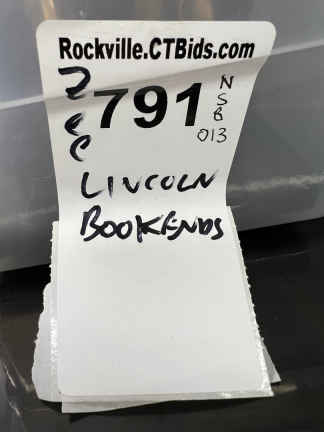 Rockville.CTBids.com
791
NSB
013
LINCOLN
BOOKENDS